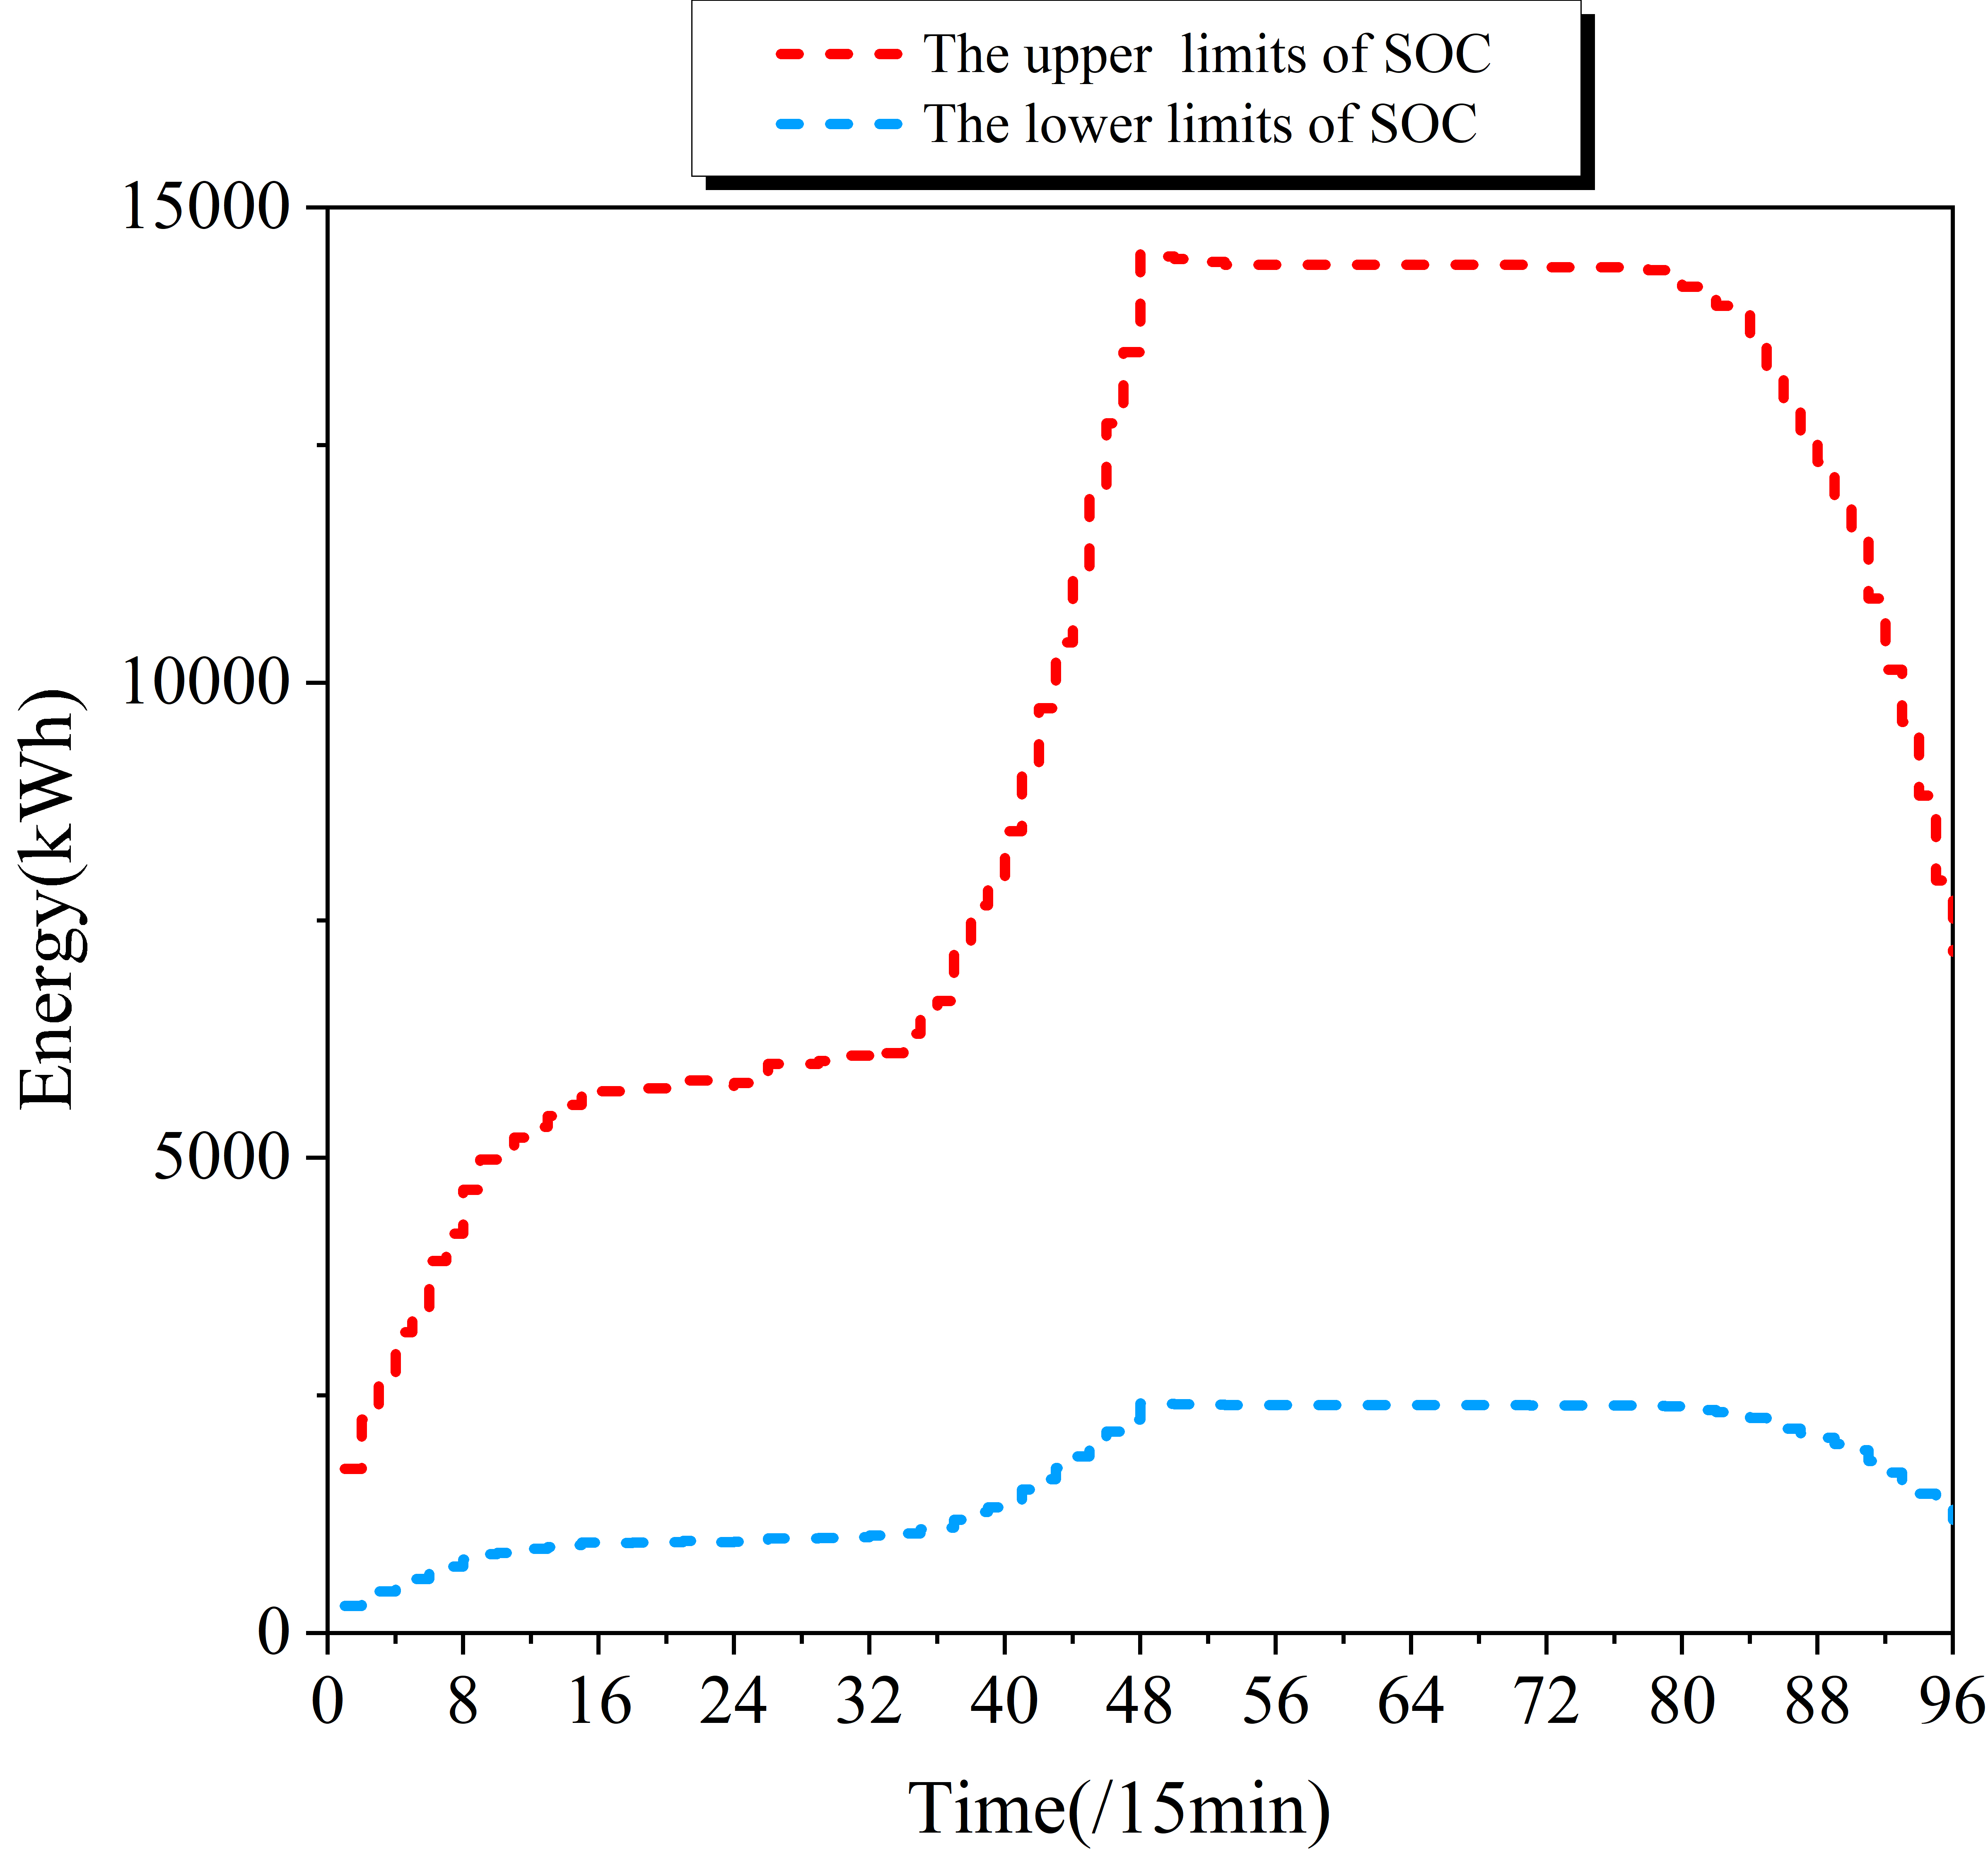 The upper  limits of SOC
The lower limits of SOC
15000
10000
5000
0
Energy(kWh)
0 8 16 24 32 40 48 56 64 72 80 88 96
Time(/15min)